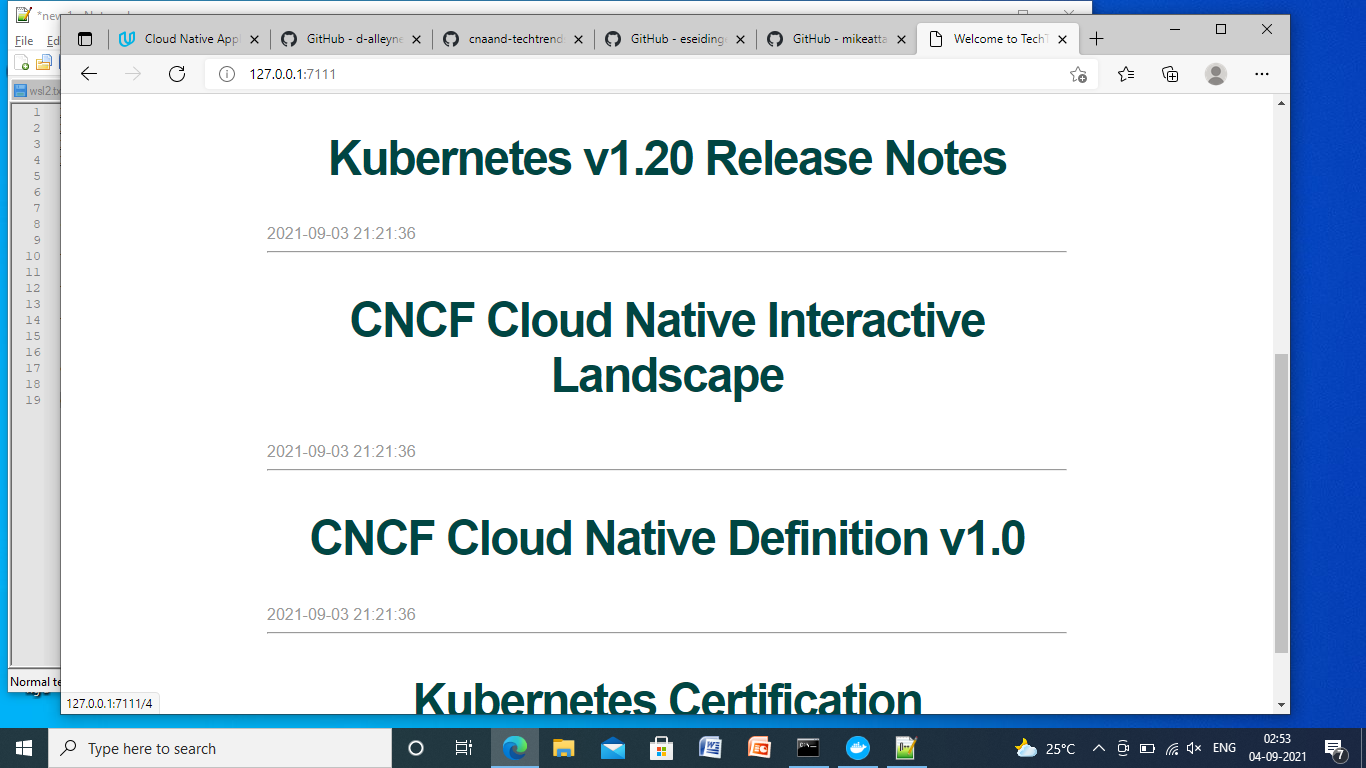 *new 1 - Notepad
File Ed
wsl2.tx
1
2
3
4
5
6
7
8
9
10
11
12
13
14
15
16
17
18
19
Normal te
Cloud Native Appl
GitHub - d-alleyne
cnaand-techtrend
GitHub - eseidinge
GitHub - mikeatta
Welcome to TechT
127.0.0.1:7111
Kubernetes v1.20 Release Notes
2021-09-03 21:21:36
CNCF Cloud Native Interactive
Landscape
2021-09-03 21:21:36
CNCF Cloud Native Definition v1.0
2021-09-03 21:21:36
Kubernetes Certification
127.0.0.1:7111/4
Type here to search
25°C
ENG
02:53
04-09-2021
7